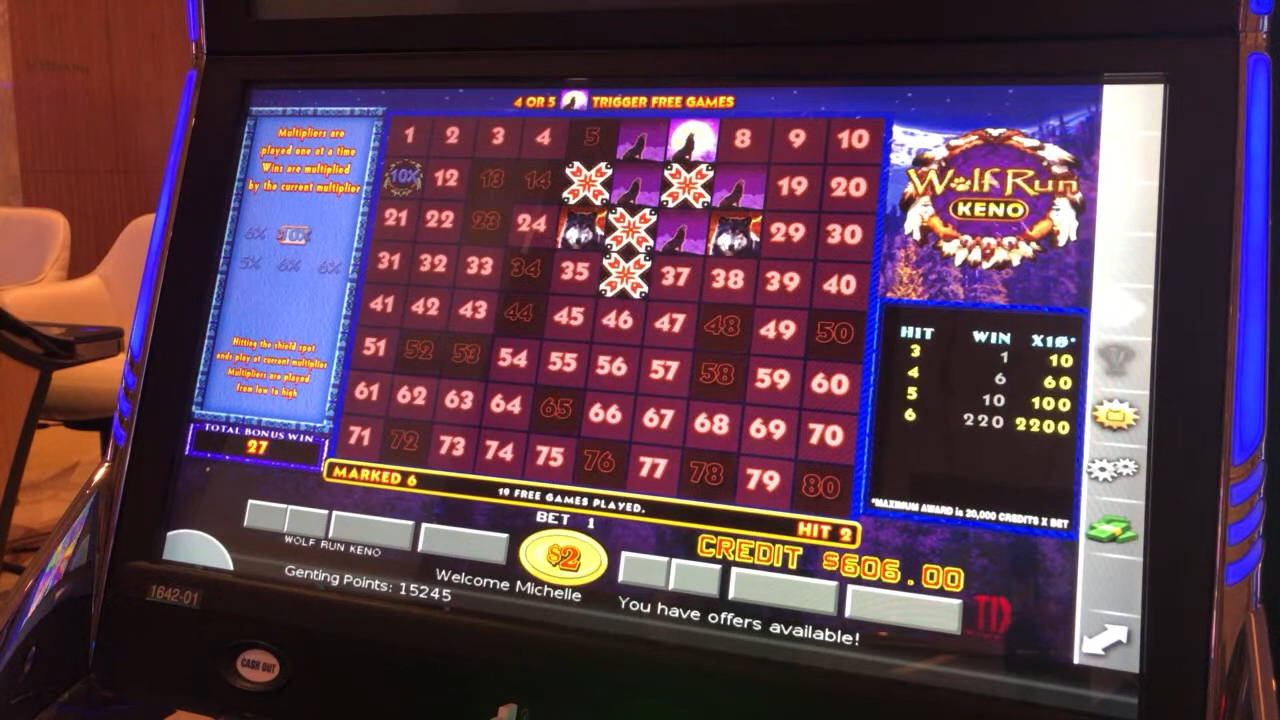 4 OR 5 TRIGGER FREE GAMES
Multipliers are
played one at a time
Wins are multiplied
by the current multiplier
6X 10X
5X 6X 6X
Hitting the shield spot
ends play at current multiplier
Multipliers are played
from low to high
TOTAL BONUS WIN
27
1 2 3 4 5 8 9 10
10X 12 13 14 19 20
21 22 23 24 29 30
31 32 33 34 35 37 38 39 40
41 42 43 44 45 46 47 48 49 50
51 52 53 54 55 56 57 58 59 60
61 62 63 64 65 66 67 68 69 70
71 72 73 74 75 76 77 78 79 80
Wolf Run
KENO
HIT WIN X10*
3 1 10
4 6 60
5 10 100
6 220 2200
*MAXIMUM AWARD is 20,000 CREDITS X BET
MARKED 6
19 FREE GAMES PLAYED.
HIT 2
BET 1
CREDIT $606.00
$2
WOLF RUN KENO
Genting Points: 15245
Welcome Michelle
You have offers available!
1642-01
CASH OUT